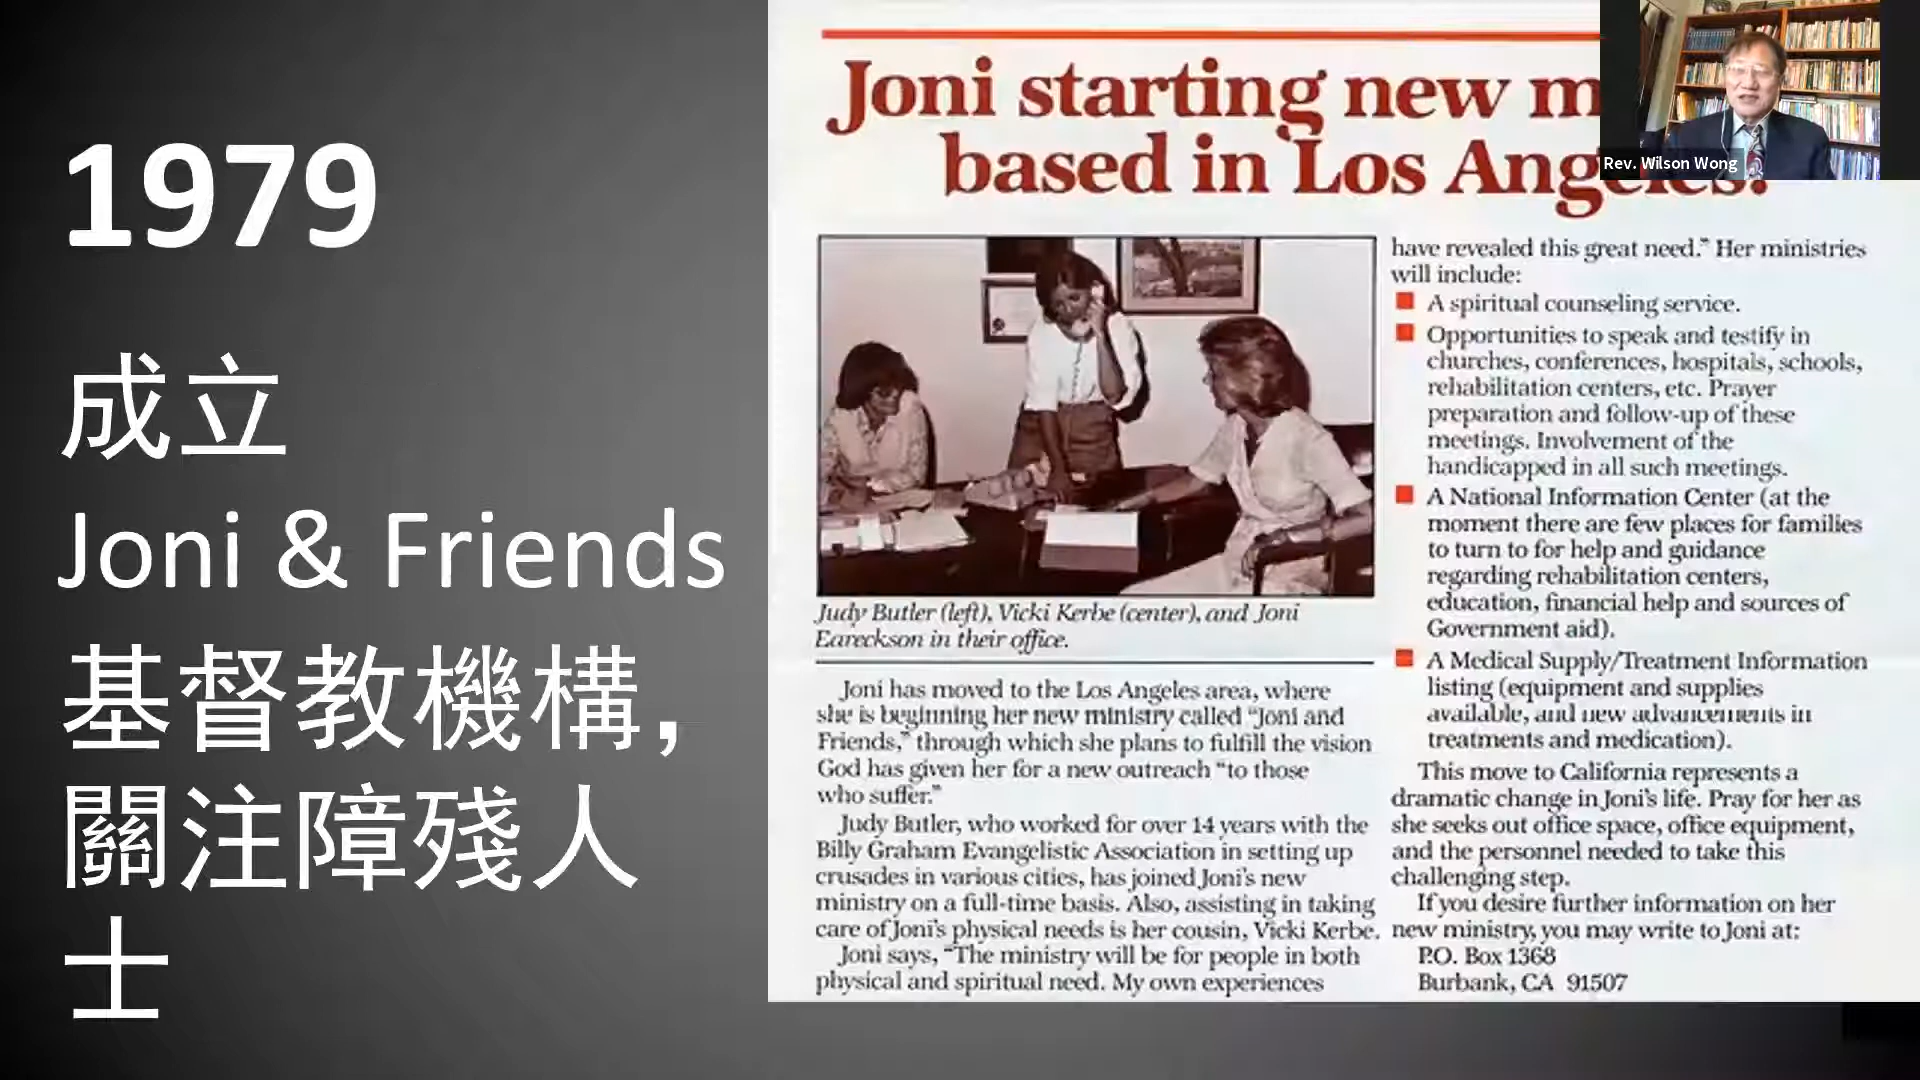 1979
成立
Joni & Friends
基督教機構，
關注障殘人
士
Joni starting new
based in Los Angeles.
Rev. Wilson Wong
Judy Butler (left), Vicki Kerbe (center), and Joni
Eareckson in their office.
Joni has moved to the Los Angeles area, where
she is beginning her new ministry called “Joni and
Friends,” through which she plans to fulfill the vision
God has given her for a new outreach “to those
who suffer.”
Judy Butler, who worked for over 14 years with the
Billy Graham Evangelistic Association in setting up
crusades in various cities, has joined Joni’s new
ministry on a full-time basis. Also, assisting in taking
care of Joni’s physical needs is her cousin, Vicki Kerbe.
Joni says, “The ministry will be for people in both
physical and spiritual need. My own experiences
have revealed this great need.” Her ministries
will include:
A spiritual counseling service.
Opportunities to speak and testify in
churches, conferences, hospitals, schools,
rehabilitation centers, etc. Prayer
preparation and follow-up of these
meetings. Involvement of the
handicapped in all such meetings.
A National Information Center (at the
moment there are few places for families
to turn to for help and guidance
regarding rehabilitation centers,
education, financial help and sources of
Government aid).
A Medical Supply/Treatment Information
listing (equipment and supplies
available, and new advancements in
treatments and medication).
This move to California represents a
dramatic change in Joni’s life. Pray for her as
she seeks out office space, office equipment,
and the personnel needed to take this
challenging step.
If you desire further information on her
new ministry, you may write to Joni at:
P.O. Box 1368
Burbank, CA 91507